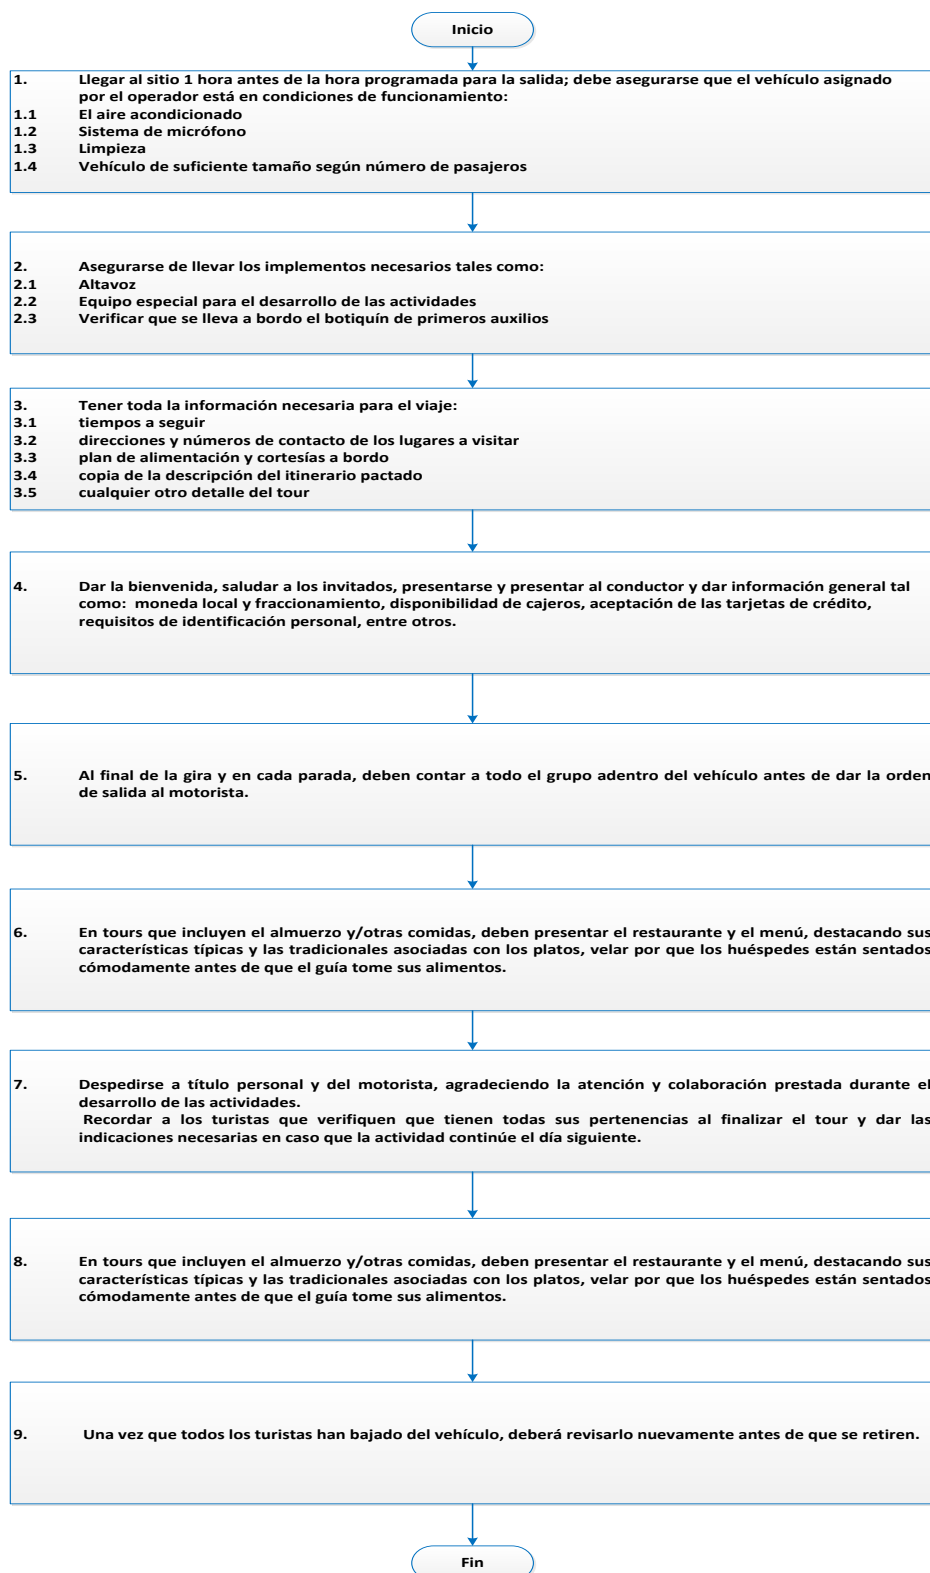 Inicio
1. Llegar al sitio 1 hora antes de la hora programada para la salida; debe asegurarse que el vehículo asignado
por el operador está en condiciones de funcionamiento:
1.1 El aire acondicionado
1.2 Sistema de micrófono
1.3 Limpieza
1.4 Vehículo de suficiente tamaño según número de pasajeros
2. Asegurarse de llevar los implementos necesarios tales como:
2.1 Altavoz
2.2 Equipo especial para el desarrollo de las actividades
2.3 Verificar que se lleva a bordo el botiquín de primeros auxilios
3. Tener toda la información necesaria para el viaje:
3.1 tiempos a seguir
3.2 direcciones y números de contacto de los lugares a visitar
3.3 plan de alimentación y cortesías a bordo
3.4 copia de la descripción del itinerario pactado
3.5 cualquier otro detalle del tour
4. Dar la bienvenida, saludar a los invitados, presentarse y presentar al conductor y dar información general tal
como: moneda local y fraccionamiento, disponibilidad de cajeros, aceptación de las tarjetas de crédito,
requisitos de identificación personal, entre otros.
5. Al final de la gira y en cada parada, deben contar a todo el grupo adentro del vehículo antes de dar la orden
de salida al motorista.
6. En tours que incluyen el almuerzo y/otras comidas, deben presentar el restaurante y el menú, destacando sus
características típicas y las tradicionales asociadas con los platos, velar por que los huéspedes están sentados
cómodamente antes de que el guía tome sus alimentos.
7. Despedirse a título personal y del motorista, agradeciendo la atención y colaboración prestada durante el
desarrollo de las actividades.
Recordar a los turistas que verifiquen que tienen todas sus pertenencias al finalizar el tour y dar las
indicaciones necesarias en caso que la actividad continúe el día siguiente.
8. En tours que incluyen el almuerzo y/otras comidas, deben presentar el restaurante y el menú, destacando sus
características típicas y las tradicionales asociadas con los platos, velar por que los huéspedes están sentados
cómodamente antes de que el guía tome sus alimentos.
9. Una vez que todos los turistas han bajado del vehículo, deberá revisarlo nuevamente antes de que se retiren.
Fin